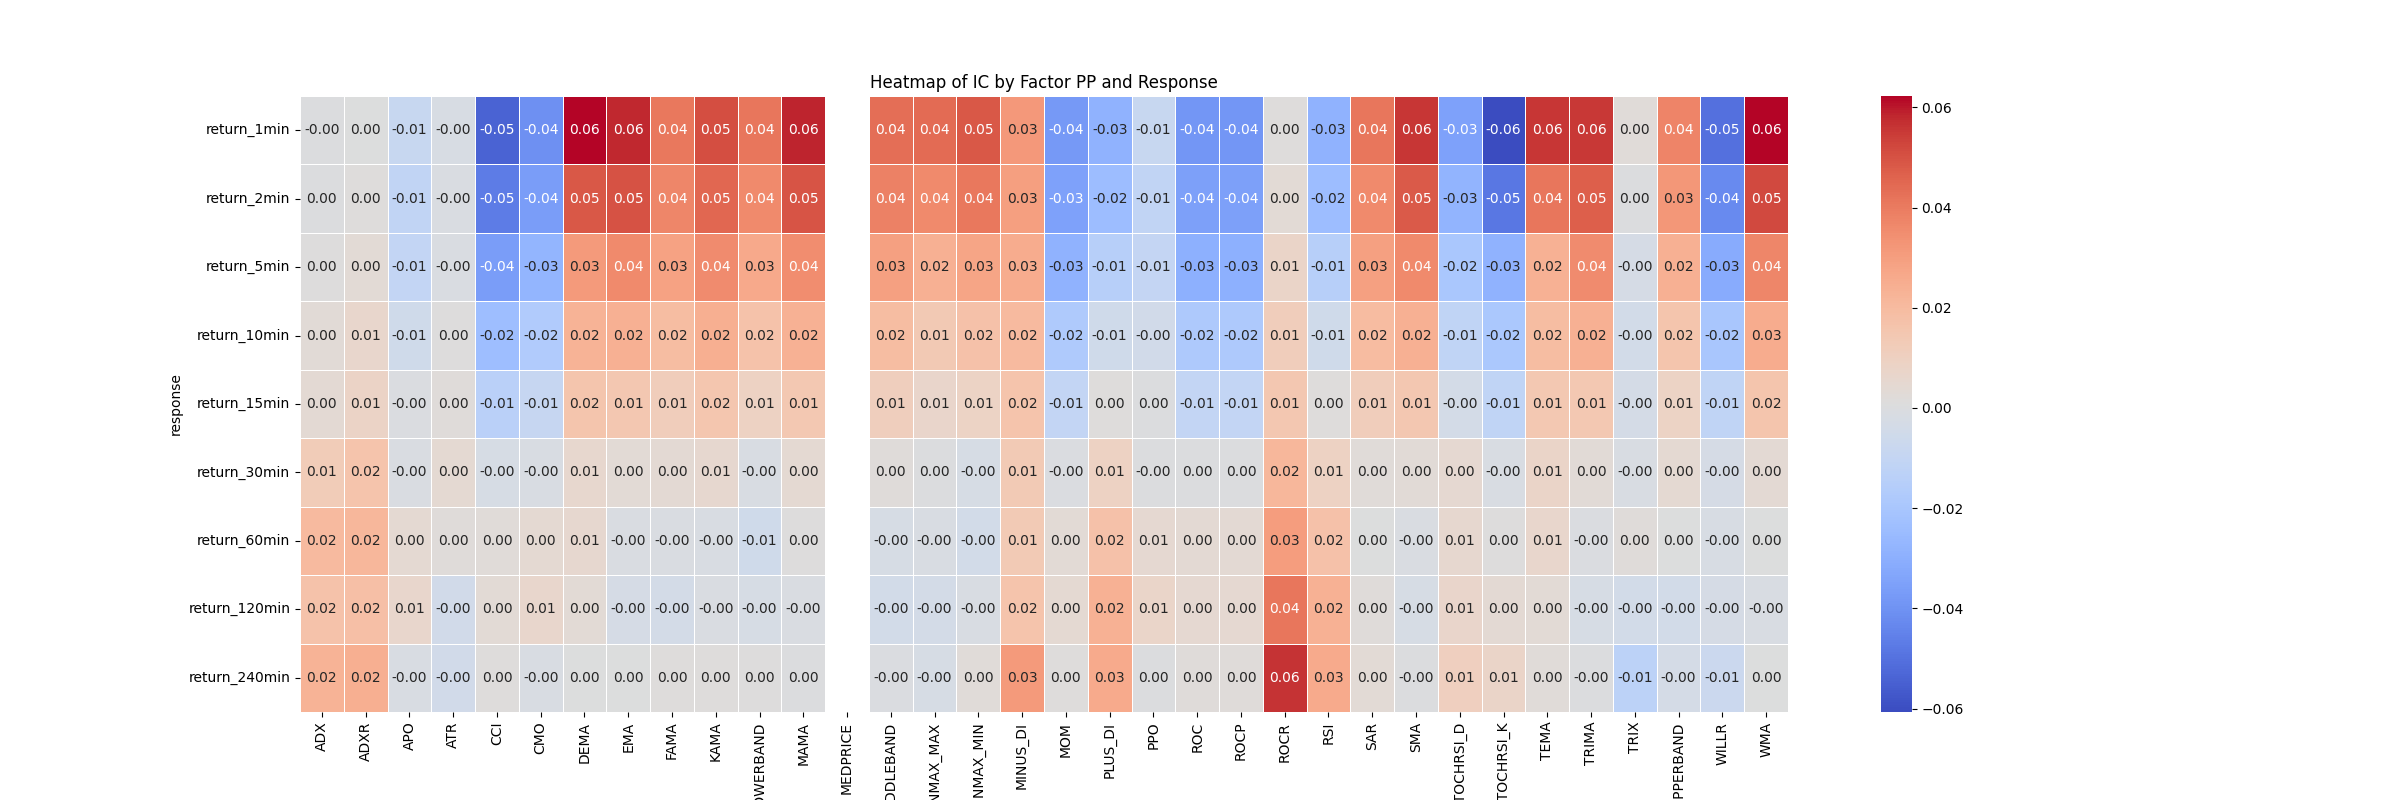 Heatmap of IC by Factor PP and Response
return_1min -0.00 0.00 -0.01 -0.00 -0.05 -0.04 0.06 0.06 0.04 0.05 0.04 0.06 0.04 0.04 0.05 0.03 -0.04 -0.03 -0.01 -0.04 -0.04 0.00 -0.03 0.04 0.06 -0.03 -0.06 0.06 0.06 0.00 0.04 -0.05 0.06
return_2min 0.00 0.00 -0.01 -0.00 -0.05 -0.04 0.05 0.05 0.04 0.05 0.04 0.05 0.04 0.04 0.04 0.03 -0.03 -0.02 -0.01 -0.04 -0.04 0.00 -0.02 0.04 0.05 -0.03 -0.05 0.04 0.05 0.00 0.03 -0.04 0.05
return_5min 0.00 0.00 -0.01 -0.00 -0.04 -0.03 0.03 0.04 0.03 0.04 0.03 0.04 0.03 0.02 0.03 0.03 -0.03 -0.01 -0.01 -0.03 -0.03 0.01 -0.01 0.03 0.04 -0.02 -0.03 0.02 0.04 -0.00 0.02 -0.03 0.04
return_10min 0.00 0.01 -0.01 0.00 -0.02 -0.02 0.02 0.02 0.02 0.02 0.02 0.02 0.02 0.01 0.02 0.02 -0.02 -0.01 -0.00 -0.02 -0.02 0.01 -0.01 0.02 0.02 -0.01 -0.02 0.02 0.02 -0.00 0.02 -0.02 0.03
return_15min 0.00 0.01 -0.00 0.00 -0.01 -0.01 0.02 0.01 0.01 0.02 0.01 0.01 0.01 0.01 0.01 0.02 -0.01 0.00 0.00 -0.01 -0.01 0.01 0.00 0.01 0.01 -0.00 -0.01 0.01 0.01 -0.00 0.01 -0.01 0.02
return_30min 0.01 0.02 -0.00 0.00 -0.00 -0.00 0.01 0.00 0.00 0.01 -0.00 0.00 0.00 0.00 -0.00 0.01 -0.00 0.01 -0.00 0.00 0.00 0.02 0.01 0.00 0.00 0.00 -0.00 0.01 0.00 -0.00 0.00 -0.00 0.00
return_60min 0.02 0.02 0.00 0.00 0.00 0.00 0.01 -0.00 -0.00 -0.00 -0.01 0.00 -0.00 -0.00 -0.00 0.01 0.00 0.02 0.01 0.00 0.00 0.03 0.02 0.00 -0.00 0.01 0.00 0.01 -0.00 0.00 0.00 -0.00 0.00
return_120min 0.02 0.02 0.01 -0.00 0.00 0.01 0.00 -0.00 -0.00 -0.00 -0.00 -0.00 -0.00 -0.00 -0.00 0.02 0.00 0.02 0.01 0.00 0.00 0.04 0.02 0.00 -0.00 0.01 0.00 0.00 -0.00 -0.00 -0.00 -0.00 -0.00
return_240min 0.02 0.02 -0.00 -0.00 0.00 -0.00 0.00 0.00 0.00 0.00 0.00 0.00 -0.00 -0.00 0.00 0.03 0.00 0.03 0.00 0.00 0.00 0.06 0.03 0.00 -0.00 0.01 0.01 0.00 -0.00 -0.01 -0.00 -0.01 0.00
response
ADX
ADXR
APO
ATR
CCI
CMO
DEMA
EMA
FAMA
KAMA
OWERBAND
MAMA
MEDPRICE
DDLEBAND
NMAX_MAX
NMAX_MIN
MINUS_DI
MOM
PLUS_DI
PPO
ROC
ROCP
ROCR
RSI
SAR
SMA
TOCHRSI_D
TOCHRSI_K
TEMA
TRIMA
TRIX
PPERBAND
WILLR
WMA
0.06
0.04
0.02
0.00
−0.02
−0.04
−0.06